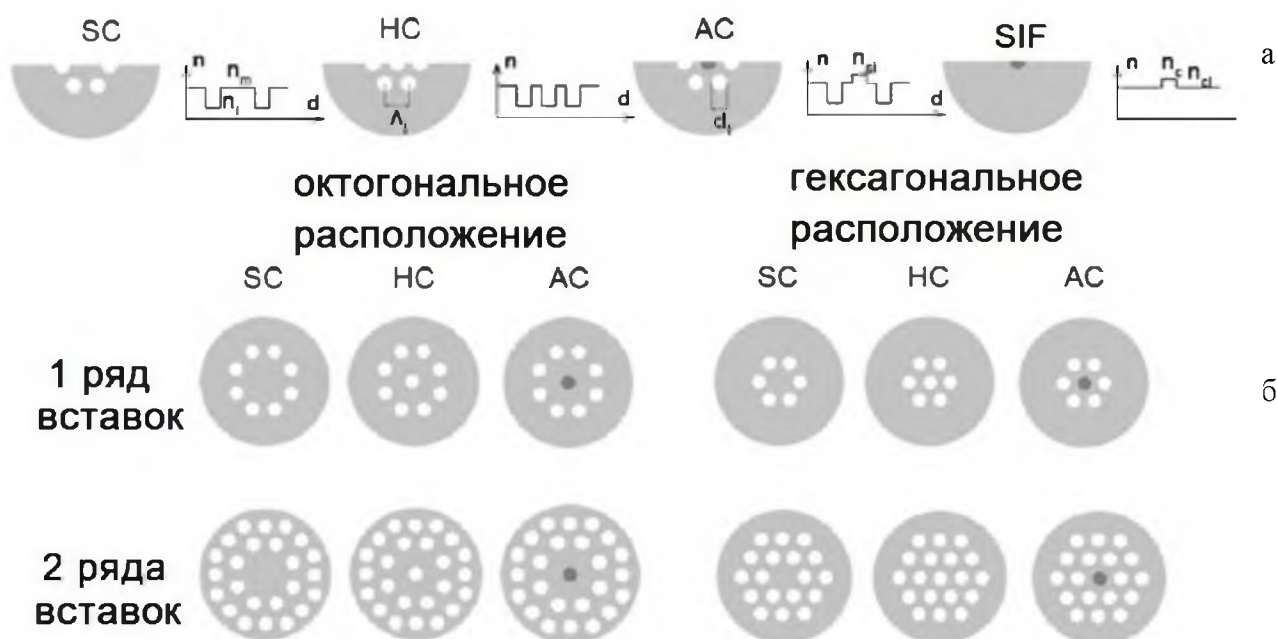 SC HC AC SIF а
n n_m n_i d Λ_i n d n n_cl d d_i n n_c n_cl
октогональное гексагональное
расположение расположение
SC HC AC SC HC AC
1 ряд
вставок
б
2 ряда
вставок